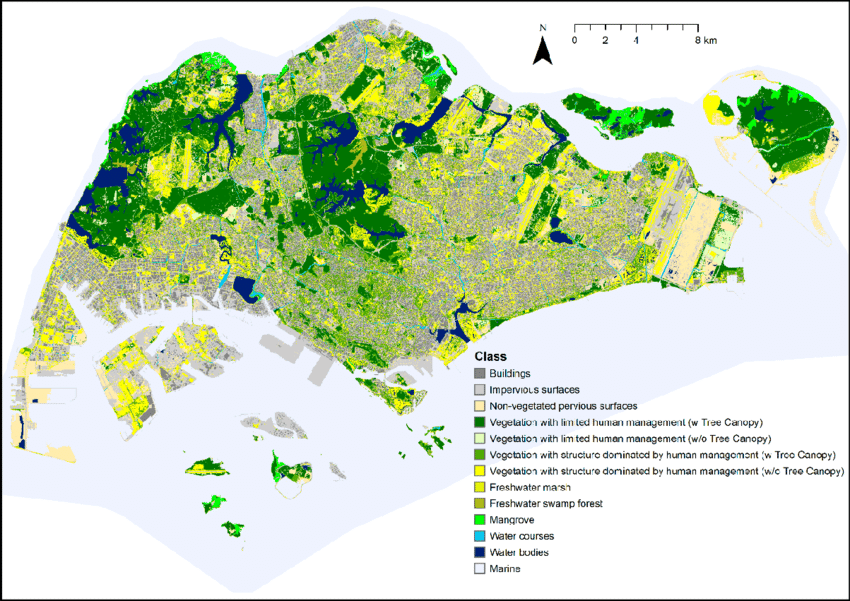 N
0 2 4 8 km
Class
Buildings
Impervious surfaces
Non-vegetated pervious surfaces
Vegetation with limited human management (w Tree Canopy)
Vegetation with limited human management (w/o Tree Canopy)
Vegetation with structure dominated by human management (w Tree Canopy)
Vegetation with structure dominated by human management (w/o Tree Canopy)
Freshwater marsh
Freshwater swamp forest
Mangrove
Water courses
Water bodies
Marine